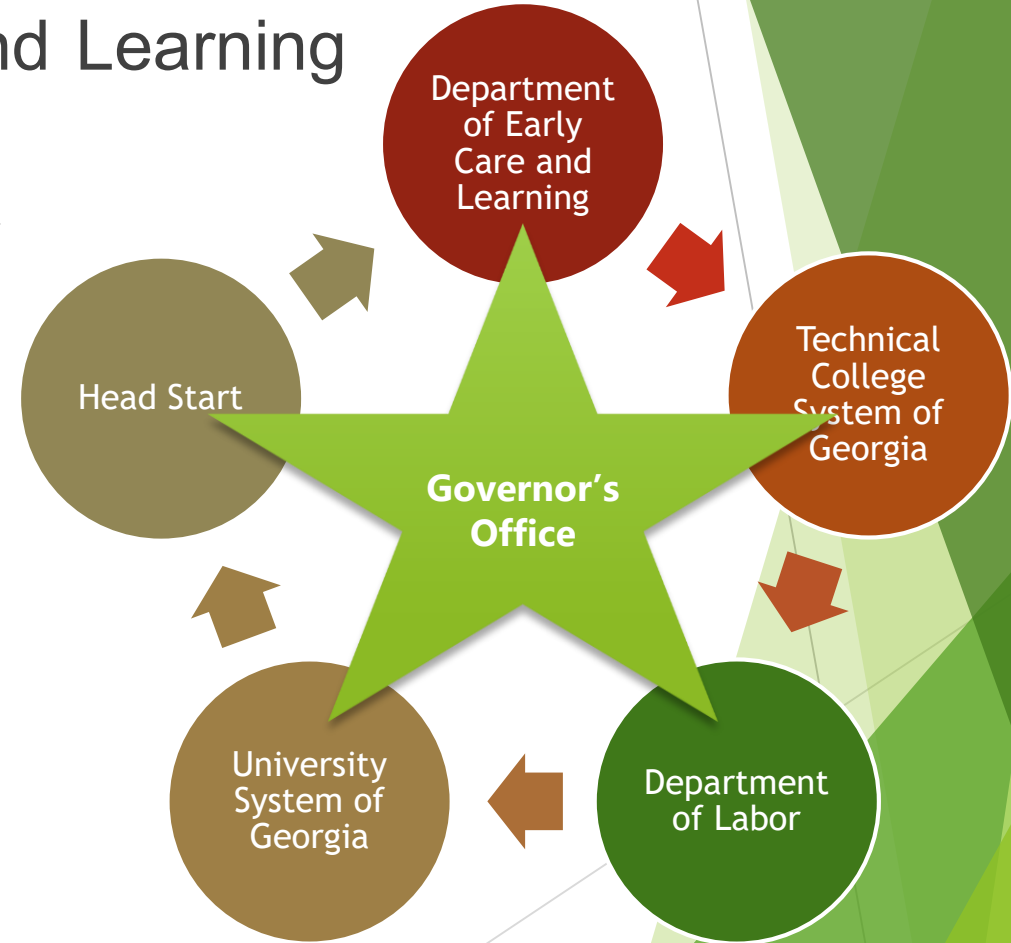 nd Learning
Department
of Early
Care and
Learning
Technical
College
System of
Georgia
Head Start
Governor’s
Office
University
System of
Georgia
Department
of Labor